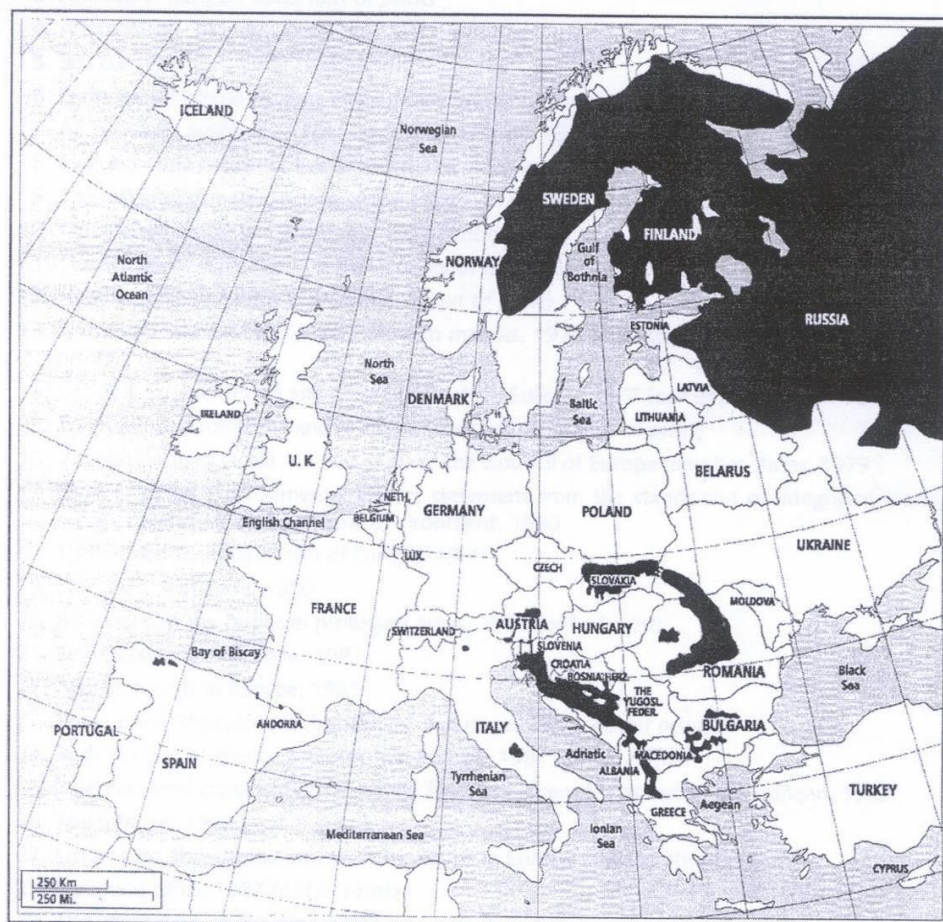 ICELAND
Norwegian
Sea
SWEDEN
FINLAND
NORWAY
Gulf
of
Bothnia
North
Atlantic
Ocean
RUSSIA
ESTONIA
North
Sea
LATVIA
DENMARK
Baltic
Sea
LITHUANIA
IRELAND
U. K.
BELARUS
NETH.
GERMANY
POLAND
BELGIUM
English Channel
UKRAINE
LUX.
CZECH
SLOVAKIA
FRANCE
MOLDOVA
AUSTRIA
HUNGARY
SWITZERLAND
SLOVENIA
Bay of Biscay
CROATIA
ROMANIA
BOSNIA HERZ.
Black
Sea
THE
YUGOSL.
FEDER.
ANDORRA
ITALY
BULGARIA
PORTUGAL
Adriatic
MACEDONIA
SPAIN
ALBANIA
Tyrrhenian
Sea
TURKEY
GREECE
Aegean
Mediterranean Sea
Ionian
Sea
CYPRUS
250 Km
250 Mi.